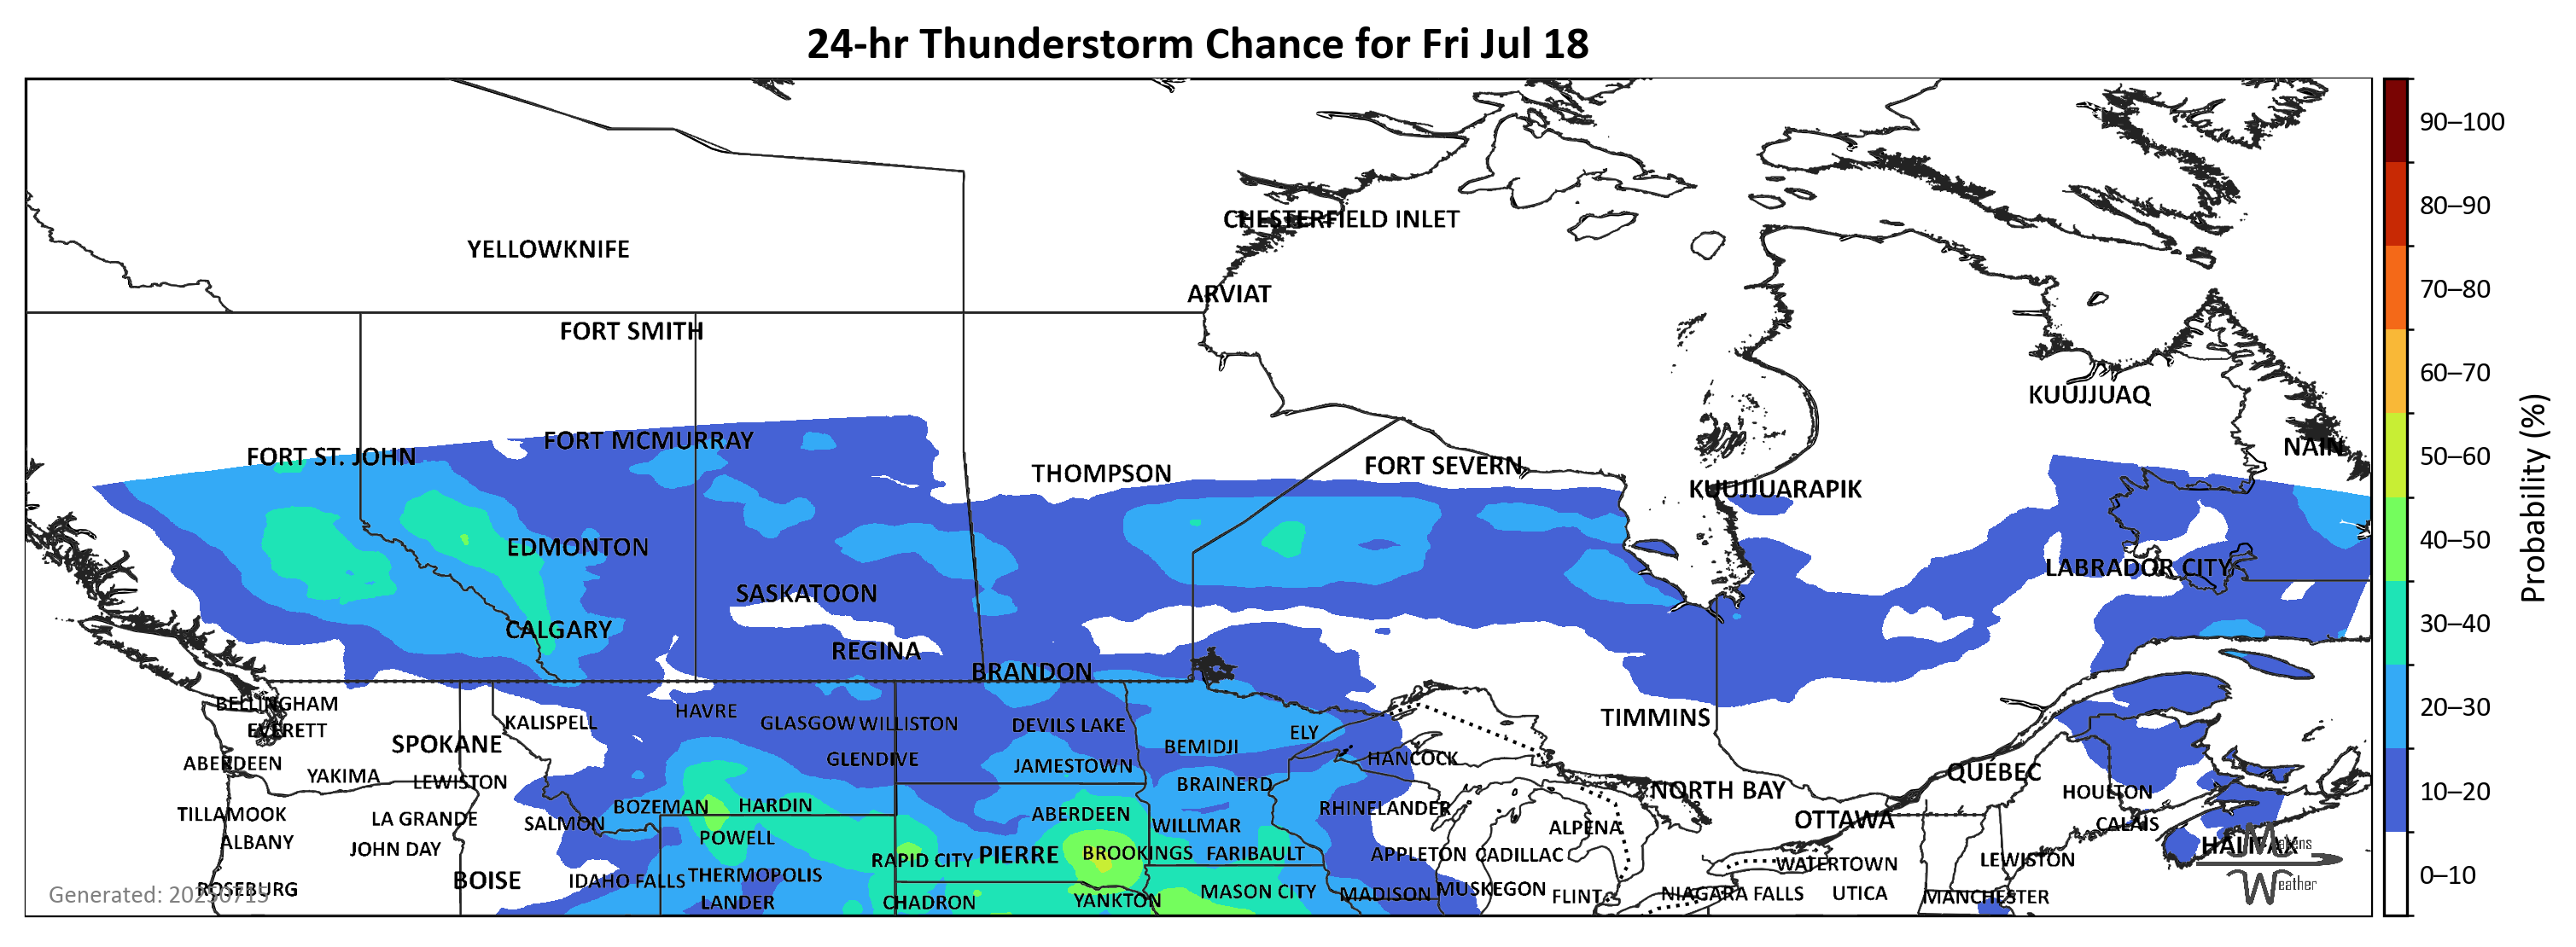 24-hr Thunderstorm Chance for Fri Jul 18
90–100
80–90
CHESTERFIELD INLET
YELLOWKNIFE
70–80
ARVIAT
FORT SMITH
60–70
KUUJJUAQ
FORT MCMURRAY
NAIN
FORT ST. JOHN
50–60
FORT SEVERN
THOMPSON
KUUJJUARAPIK
Probability (%)
40–50
EDMONTON
LABRADOR CITY
SASKATOON
30–40
CALGARY
REGINA
BRANDON
BELLINGHAM
20–30
HAVRE
TIMMINS
KALISPELL
GLASGOW
WILLISTON
DEVILS LAKE
EVERETT
ELY
SPOKANE
BEMIDJI
GLENDIVE
HANCOCK
ABERDEEN
JAMESTOWN
QUÉBEC
YAKIMA
LEWISTON
BRAINERD
NORTH BAY
HOULTON
10–20
BOZEMAN
HARDIN
RHINELANDER
TILLAMOOK
ABERDEEN
LA GRANDE
OTTAWA
SALMON
WILLMAR
ALPENA
CALAIS
POWELL
ALBANY
HALIFAX
Makens
JOHN DAY
PIERRE
BROOKINGS
FARIBAULT
APPLETON
CADILLAC
RAPID CITY
LEWISTON
WATERTOWN
THERMOPOLIS
0–10
BOISE
IDAHO FALLS
Weather
ROSEBURG
MUSKEGON
MASON CITY
Generated: 20250715
MADISON
NIAGARA FALLS
UTICA
FLINT
MANCHESTER
YANKTON
LANDER
CHADRON